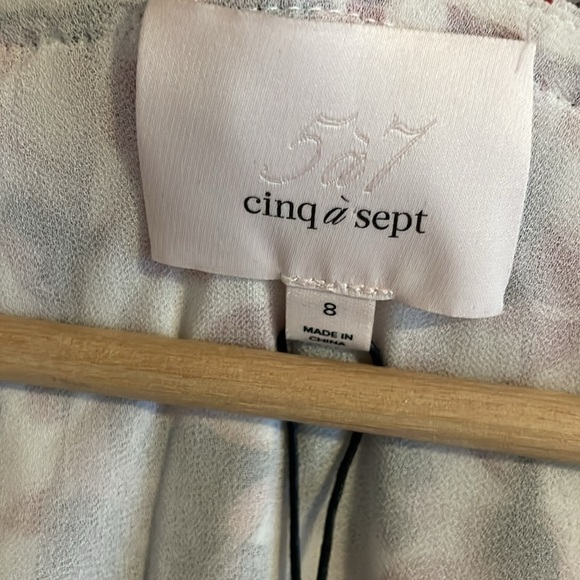 5à7
cinq à sept
8
MADE IN
CHINA